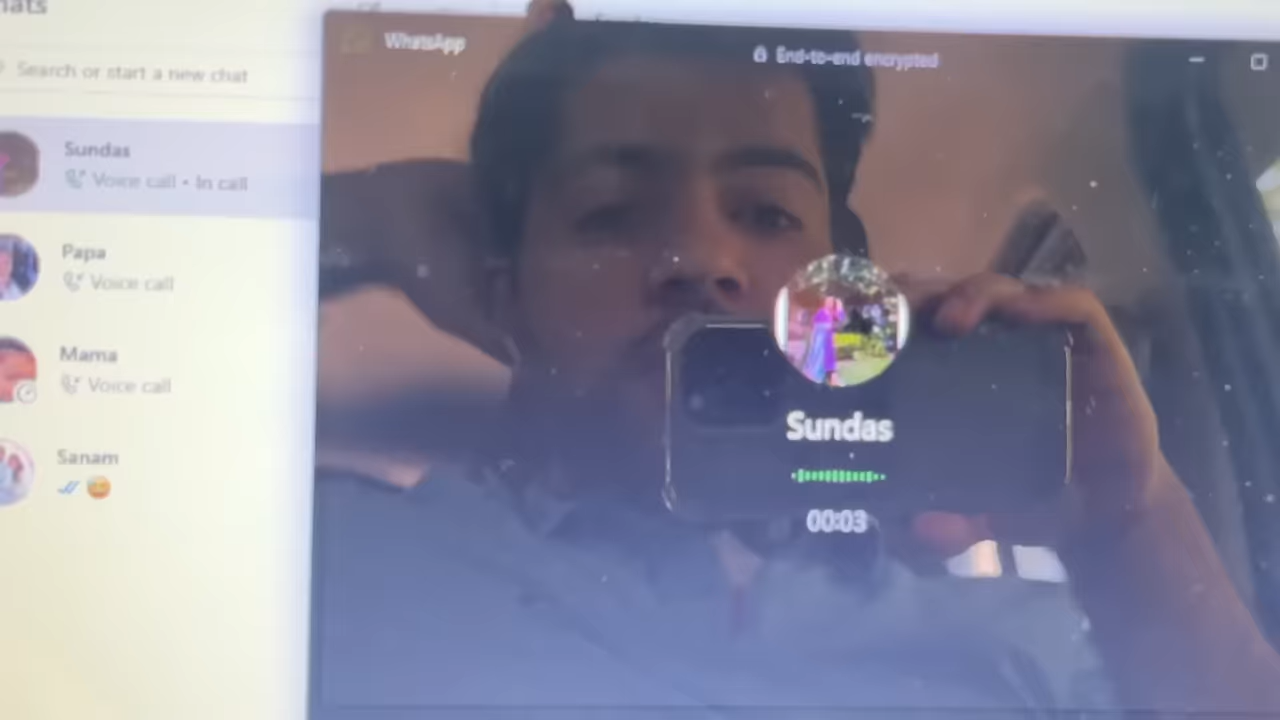 hats
Search or start a new chat
Sundas
Voice call • In call
Papa
Voice call
Mama
Voice call
Sanam
WhatsApp
End-to-end encrypted
Sundas
00:03